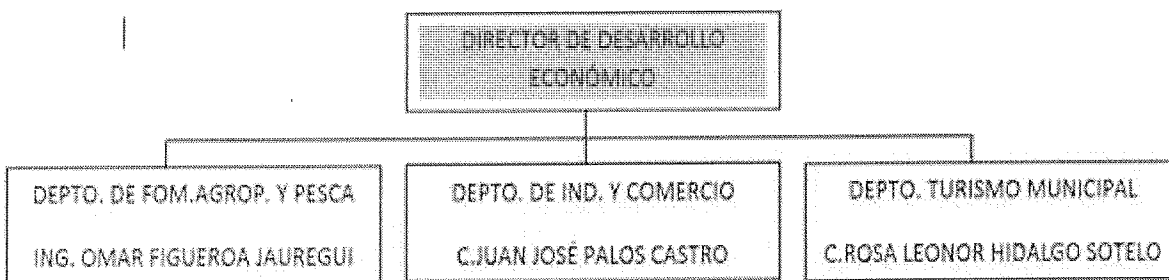 DIRECTOR DE DESARROLLO
ECONÓMICO
DEPTO. DE FOM.AGROP. Y PESCA
ING. OMAR FIGUEROA JAUREGUI
DEPTO. DE IND. Y COMERCIO
C.JUAN JOSÉ PALOS CASTRO
DEPTO. TURISMO MUNICIPAL
C.ROSA LEONOR HIDALGO SOTELO